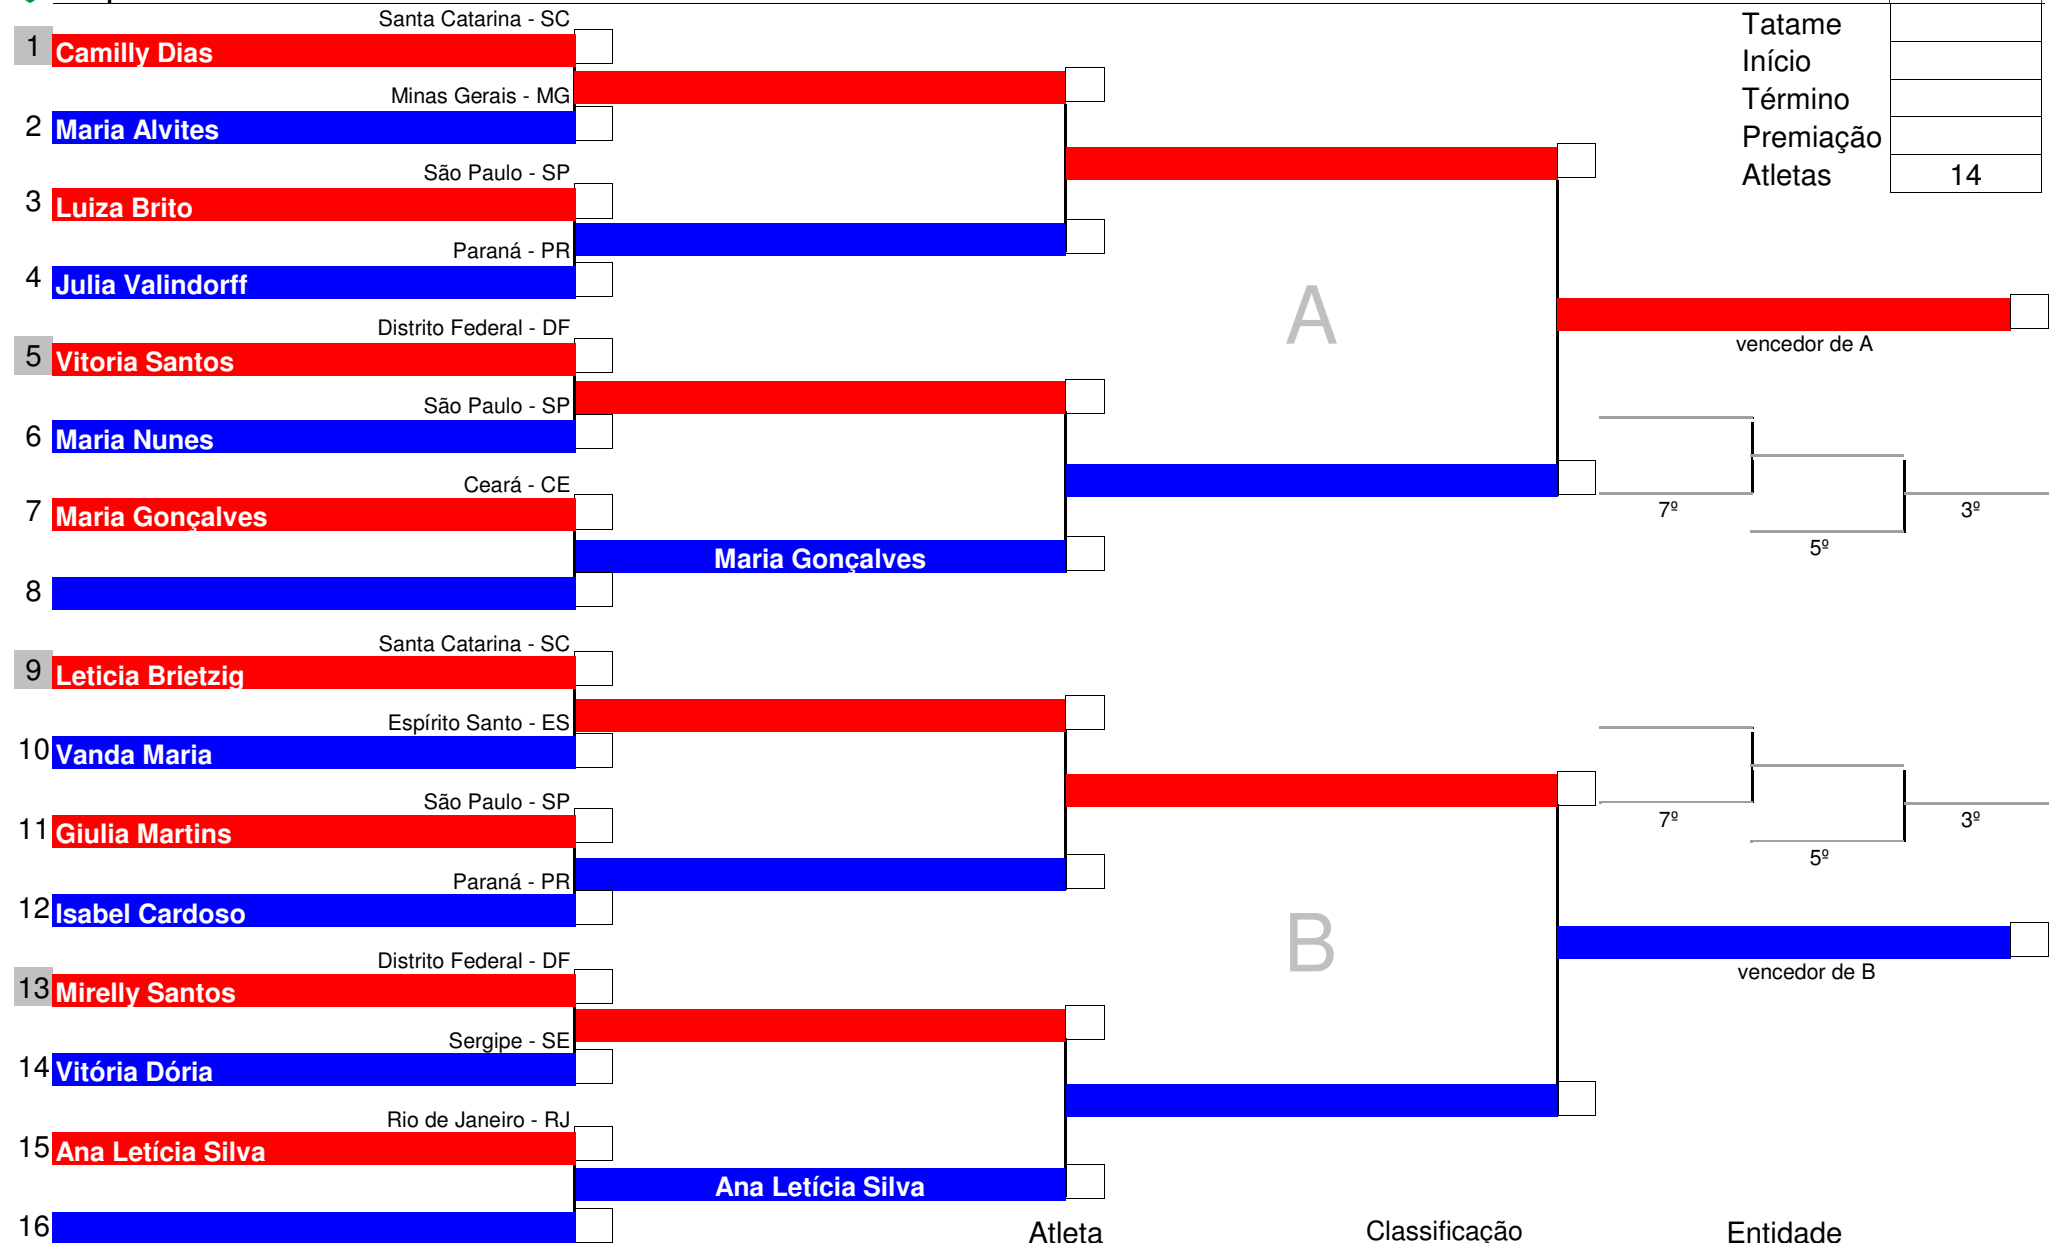 Santa Catarina - SC
1 Camilly Dias
Minas Gerais - MG
2 Maria Alvites
São Paulo - SP
3 Luiza Brito
Paraná - PR
4 Julia Valindorff
Distrito Federal - DF
5 Vitoria Santos
São Paulo - SP
6 Maria Nunes
Ceará - CE
7 Maria Gonçalves
Maria Gonçalves
8
Santa Catarina - SC
9 Leticia Brietzig
Espírito Santo - ES
10 Vanda Maria
São Paulo - SP
11 Giulia Martins
Paraná - PR
12 Isabel Cardoso
Distrito Federal - DF
13 Mirelly Santos
Sergipe - SE
14 Vitória Dória
Rio de Janeiro - RJ
15 Ana Letícia Silva
Ana Letícia Silva
16
A
B
Tatame
Início
Término
Premiação
Atletas 14
vencedor de A
7º
3º
5º
7º
3º
5º
vencedor de B
Atleta Classificação Entidade